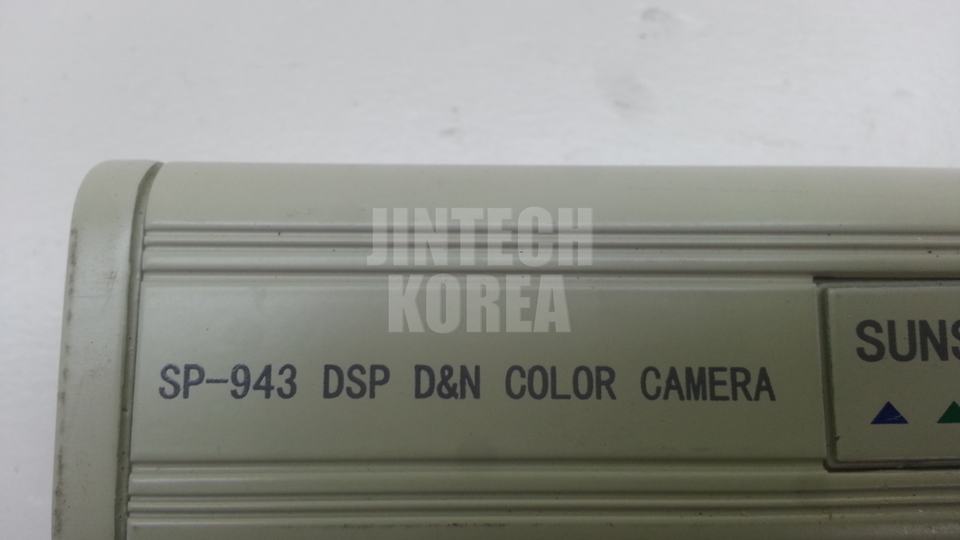 JINTECH
KOREA
SP-943 DSP D&N COLOR CAMERA